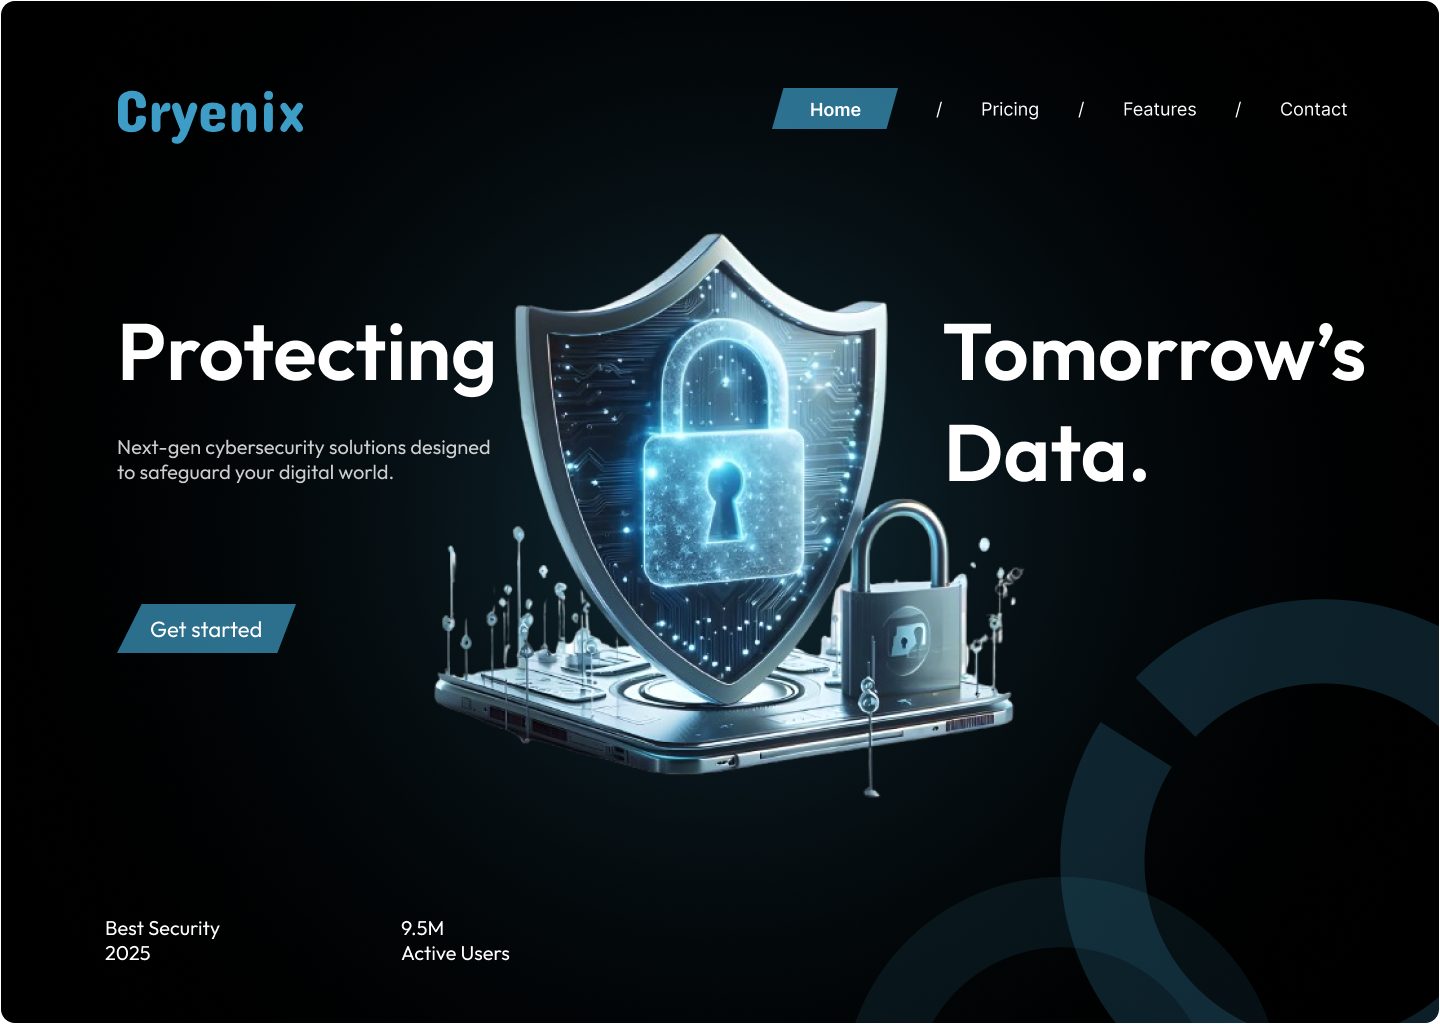 Cryenix
Home / Pricing / Features / Contact
Protecting
Tomorrow’s
Data.
Next-gen cybersecurity solutions designed
to safeguard your digital world.
Get started
Best Security
2025
9.5M
Active Users